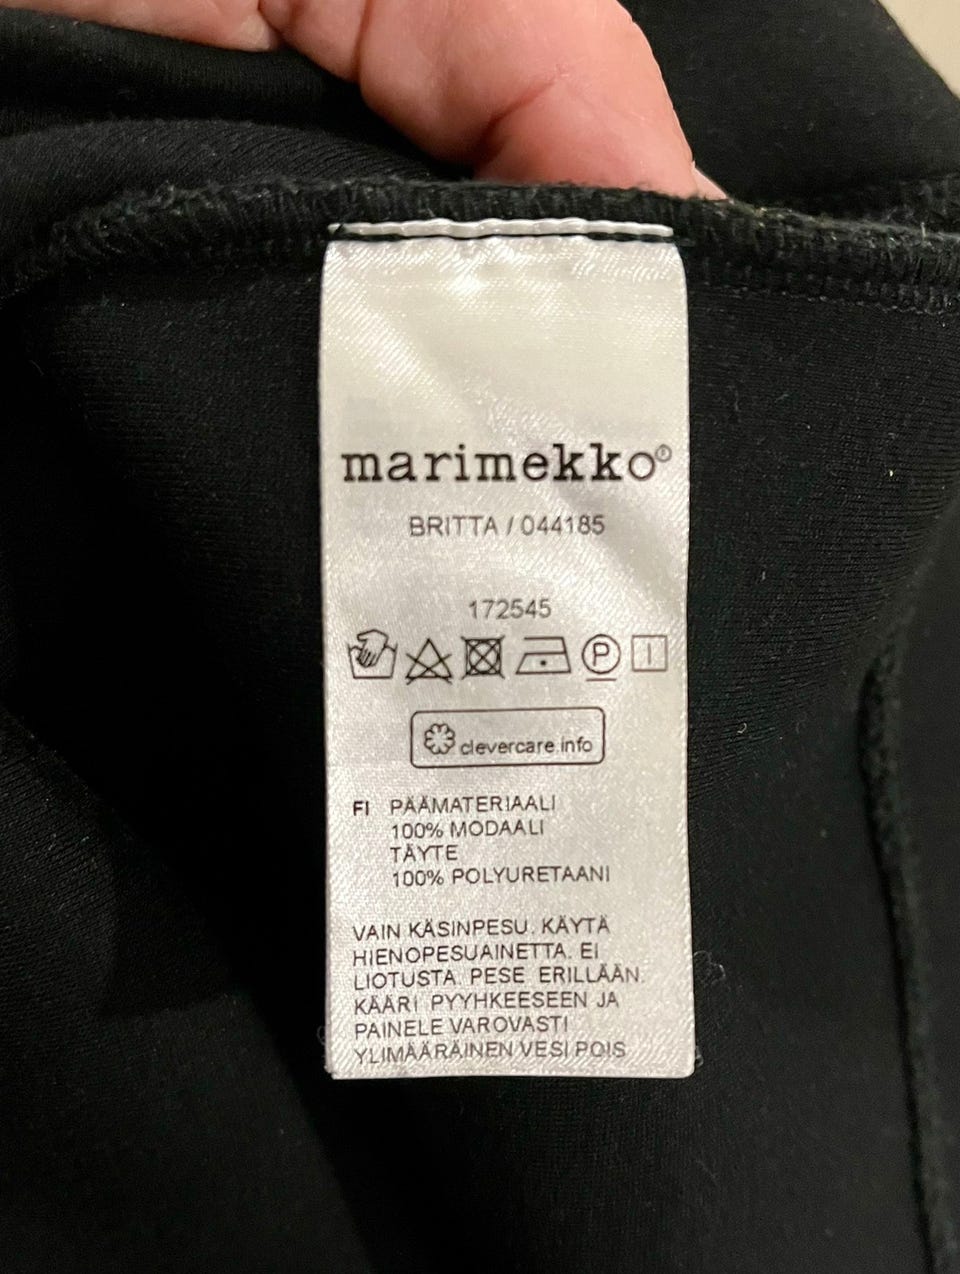 marimekko®
BRITTA / 044185
172545
P
clevercare.info
FI PÄÄMATERIAALI
100% MODAALI
TÄYTE
100% POLYURETAANI
VAIN KÄSINPESU. KÄYTÄ
HIENOPESUAINETTA. EI
LIOTUSTA. PESE ERILLÄÄN.
KÄÄRI PYYHKEESEEN JA
PAINELE VAROVASTI
YLIMÄÄRÄINEN VESI POIS